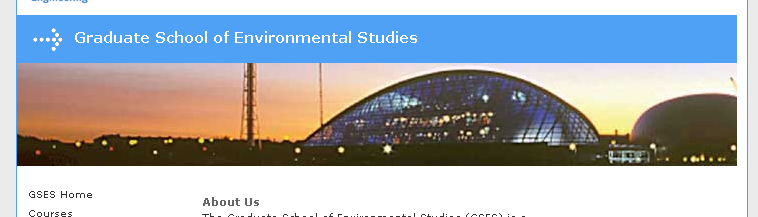 Engineering
Graduate School of Environmental Studies
GSES Home
About Us
Courses
The Graduate School of Environmental Studies (GSES) is a